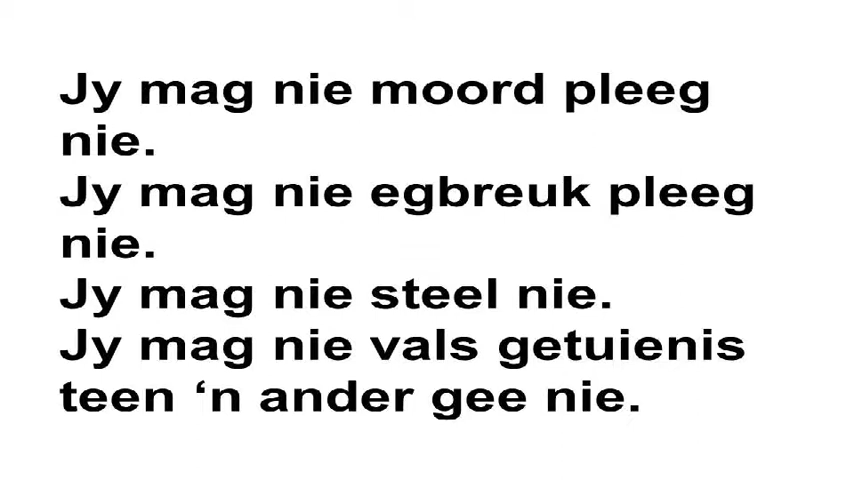 Jy mag nie moord pleeg
nie.
Jy mag nie egbreuk pleeg
nie.
Jy mag nie steel nie.
Jy mag nie vals getuienis
teen ‘n ander gee nie.